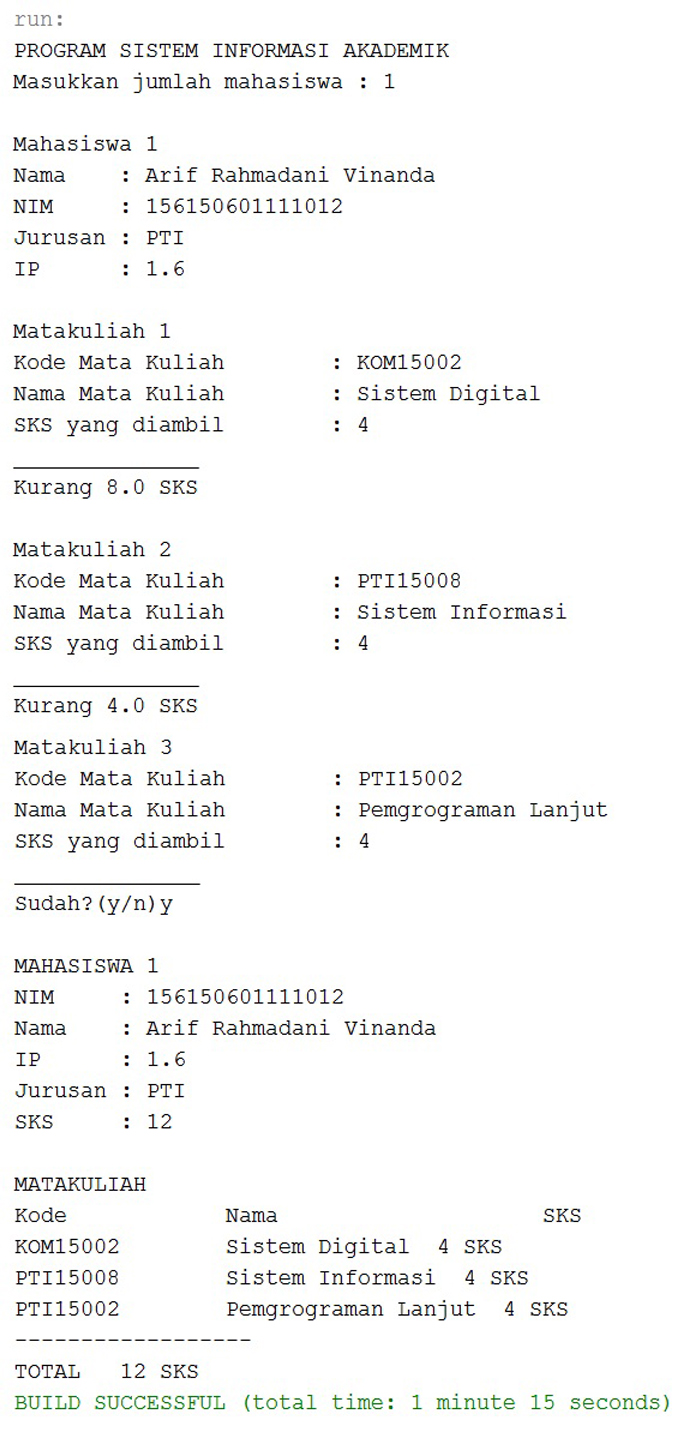 run:
PROGRAM SISTEM INFORMASI AKADEMIK
Masukkan jumlah mahasiswa : 1
Mahasiswa 1
Nama    : Arif Rahmadani Vinanda
NIM     : 156150601111012
Jurusan : PTI
IP      : 1.6
Matakuliah 1
Kode Mata Kuliah        : KOM15002
Nama Mata Kuliah        : Sistem Digital
SKS yang diambil        : 4
______________
Kurang 8.0 SKS
Matakuliah 2
Kode Mata Kuliah        : PTI15008
Nama Mata Kuliah        : Sistem Informasi
SKS yang diambil        : 4
______________
Kurang 4.0 SKS
Matakuliah 3
Kode Mata Kuliah        : PTI15002
Nama Mata Kuliah        : Pemgrograman Lanjut
SKS yang diambil        : 4
______________
Sudah?(y/n)y
MAHASISWA 1
NIM     : 156150601111012
Nama    : Arif Rahmadani Vinanda
IP      : 1.6
Jurusan : PTI
SKS     : 12
MATAKULIAH
Kode            Nama                    SKS
KOM15002        Sistem Digital  4 SKS
PTI15008        Sistem Informasi  4 SKS
PTI15002        Pemgrograman Lanjut  4 SKS
------------------
TOTAL   12 SKS
BUILD SUCCESSFUL (total time: 1 minute 15 seconds)